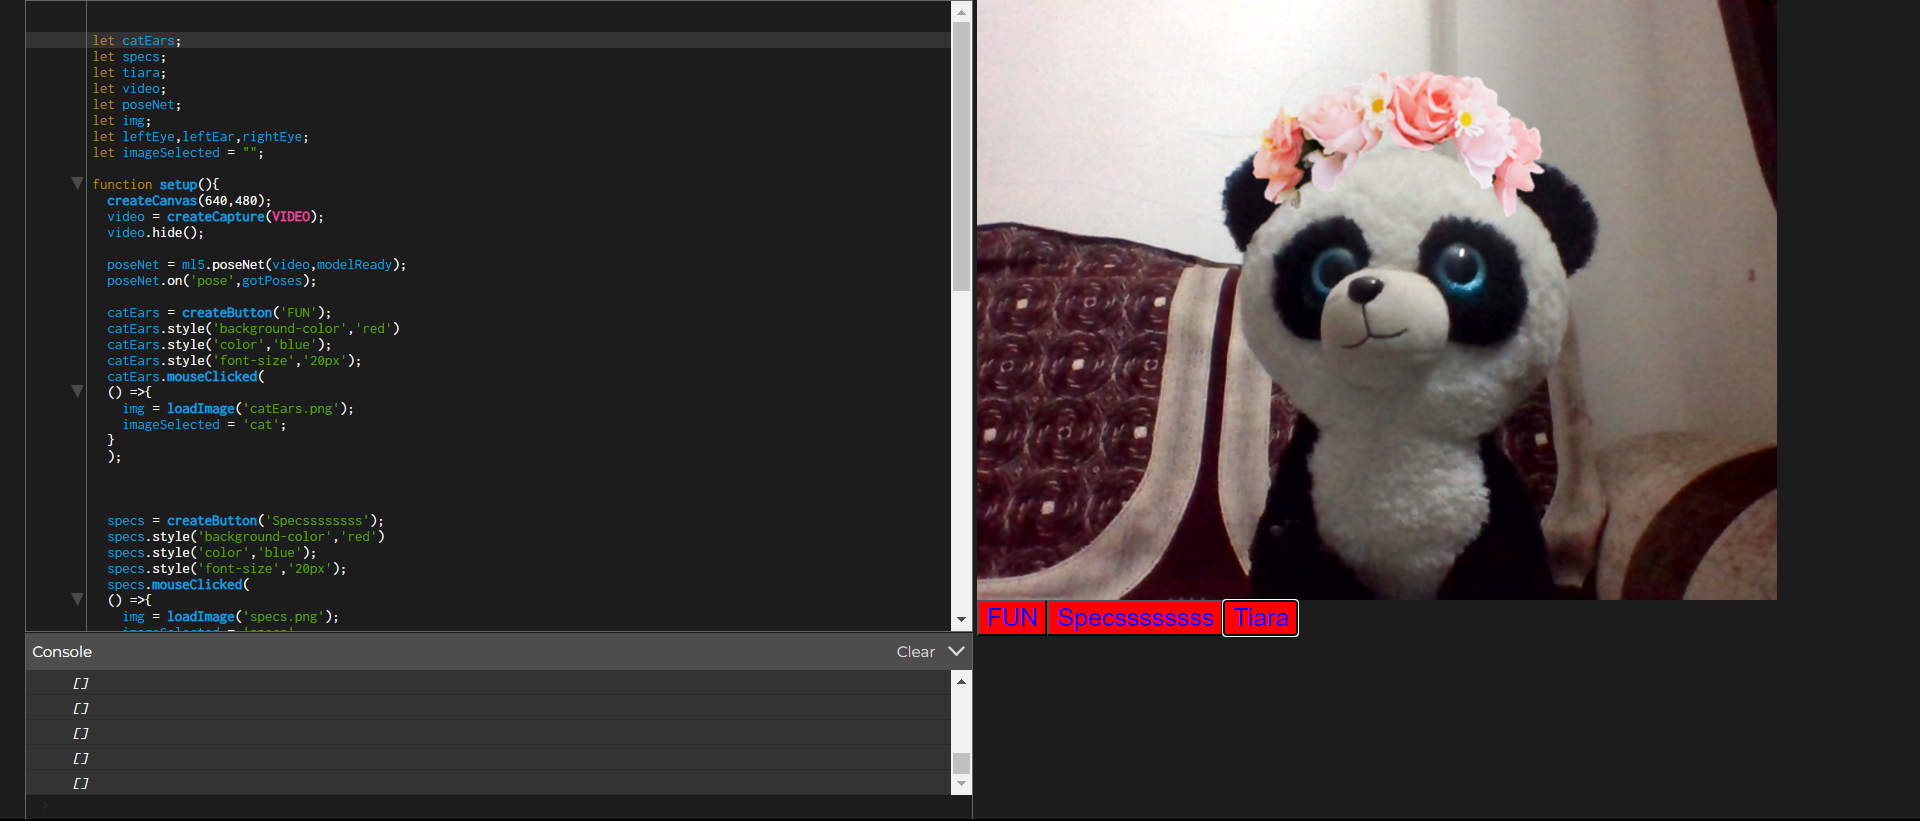 let catEars;
let specs;
let tiara;
let video;
let poseNet;
let img;
let leftEye,leftEar,rightEye;
let imageSelected = "";
function setup(){
createCanvas(640,480);
video = createCapture(VIDEO);
video.hide();
poseNet = ml5.poseNet(video,modelReady);
poseNet.on('pose',gotPoses);
catEars = createButton('FUN');
catEars.style('background-color','red')
catEars.style('color','blue');
catEars.style('font-size','20px');
catEars.mouseClicked(
() =>{
img = loadImage('catEars.png');
imageSelected = 'cat';
}
);
specs = createButton('Specsssssssss');
specs.style('background-color','red')
specs.style('color','blue');
specs.style('font-size','20px');
specs.mouseClicked(
() =>{
img = loadImage('specs.png');
Console
Clear
[]
[]
[]
[]
[]
FUN
Specsssssssss
Tiara